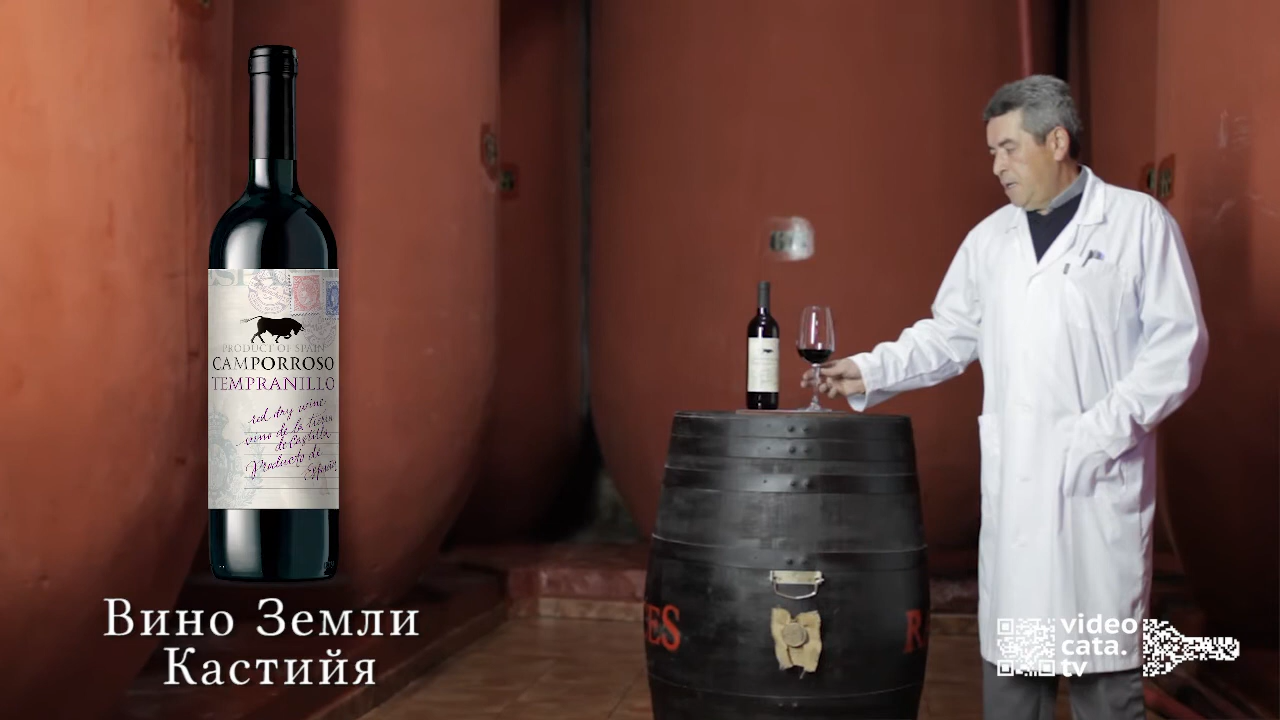 PRODUCT OF SPAIN
CAMPORROSO
TEMPRANILLO
red dry wine
vino de la tierra
de Castilla
Producto de
España
Вино Земли
Кастийя
ES
R
video
cata.
tv